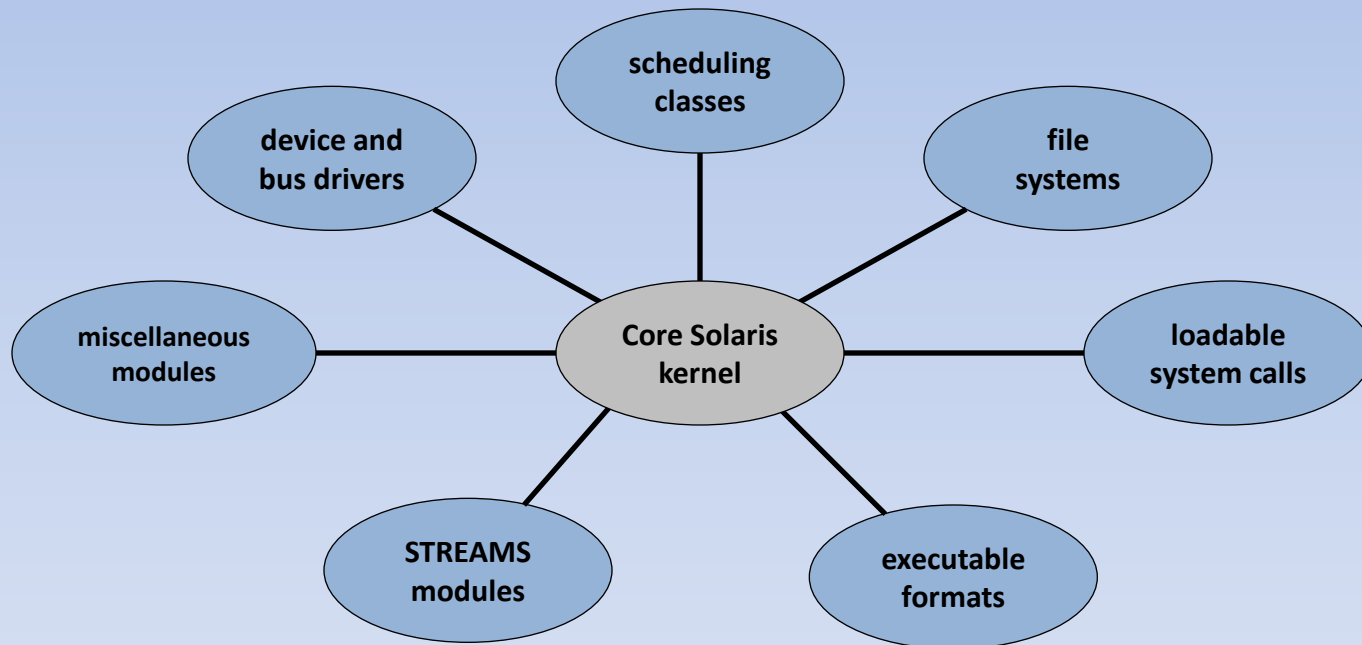 scheduling
classes
device and
bus drivers
file
systems
miscellaneous
modules
Core Solaris
kernel
loadable
system calls
STREAMS
modules
executable
formats